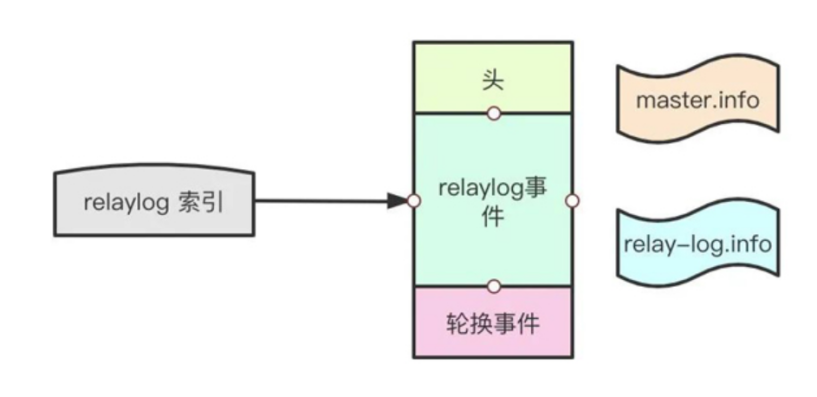 头
master.info
relaylog 索引
relaylog事
件
relay-log.info
轮换事件